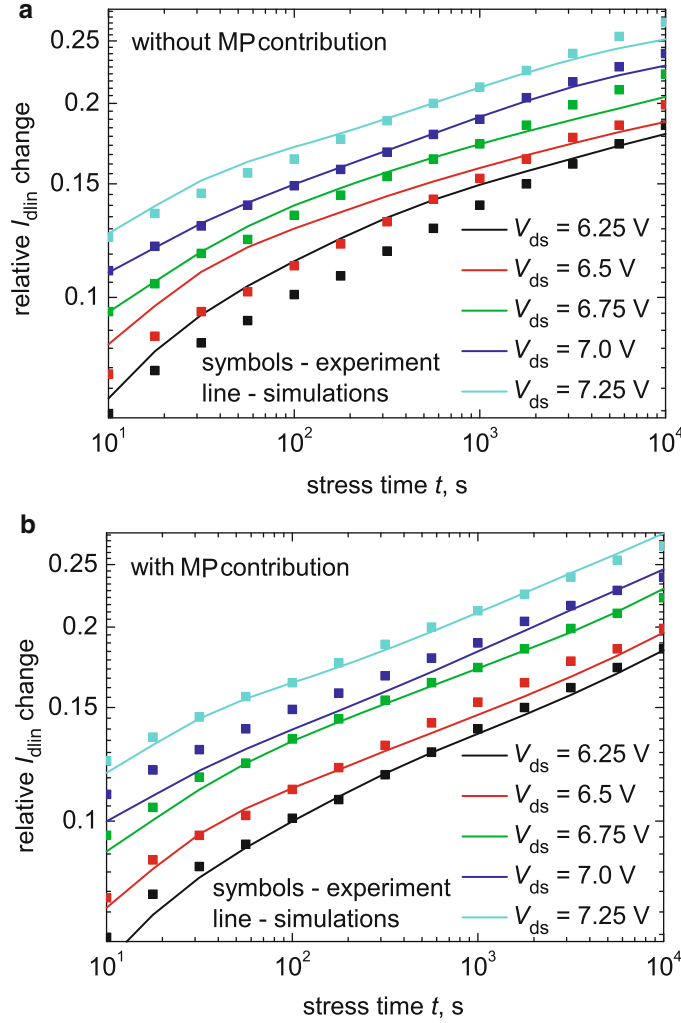 a
without MP contribution
0.25
0.2
0.15
0.1
relative I_dlin change
V_ds = 6.25 V
V_ds = 6.5 V
V_ds = 6.75 V
V_ds = 7.0 V
V_ds = 7.25 V
symbols - experiment
line - simulations
10^1 10^2 10^3 10^4
stress time t, s
b
with MP contribution
0.25
0.2
0.15
0.1
relative I_dlin change
V_ds = 6.25 V
V_ds = 6.5 V
V_ds = 6.75 V
V_ds = 7.0 V
V_ds = 7.25 V
symbols - experiment
line - simulations
10^1 10^2 10^3 10^4
stress time t, s